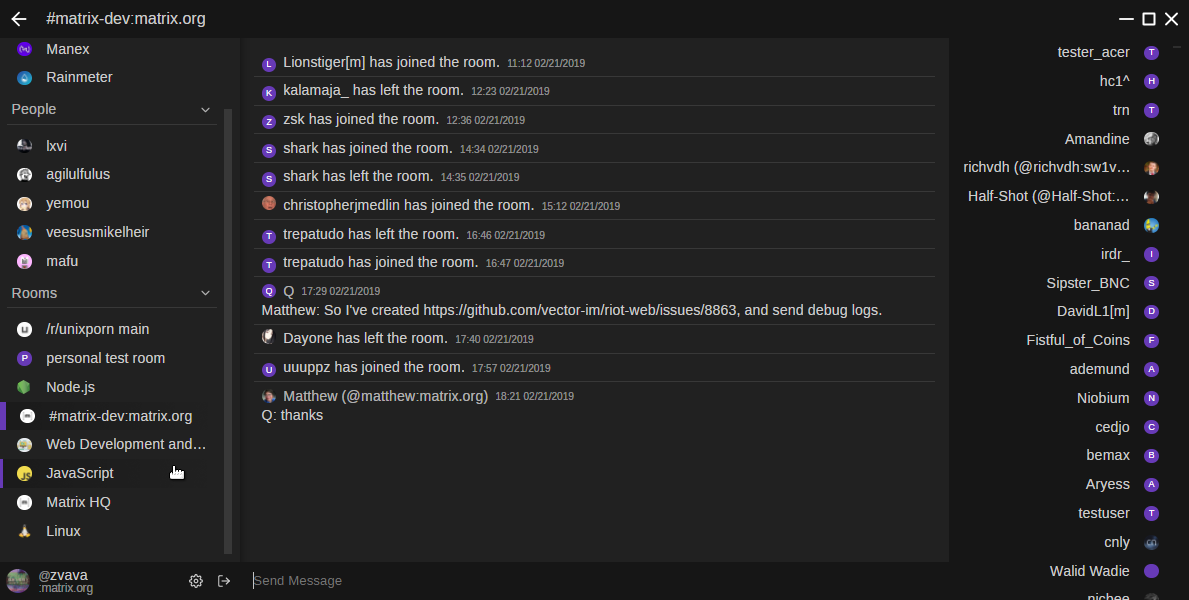 #matrix-dev:matrix.org
Manex
Rainmeter
People
lxvi
agilulfulus
yemou
veesusmikelheir
mafu
Rooms
/r/unixporn main
P personal test room
Node.js
#matrix-dev:matrix.org
Web Development and...
JavaScript
Matrix HQ
Linux
@zvava
:matrix.org
L Lionstiger[m] has joined the room. 11:12 02/21/2019
K kalamaja_ has left the room. 12:23 02/21/2019
Z zsk has joined the room. 12:36 02/21/2019
S shark has joined the room. 14:34 02/21/2019
S shark has left the room. 14:35 02/21/2019
christopherjmedlin has joined the room. 15:12 02/21/2019
T trepatudo has left the room. 16:46 02/21/2019
T trepatudo has joined the room. 16:47 02/21/2019
Q Q 17:29 02/21/2019
Matthew: So I've created https://github.com/vector-im/riot-web/issues/8863, and send debug logs.
Dayone has left the room. 17:40 02/21/2019
U uuuppz has joined the room. 17:57 02/21/2019
Matthew (@matthew:matrix.org) 18:21 02/21/2019
Q: thanks
Send Message
tester_acer T
hc1^ H
trn T
Amandine
richvdh (@richvdh:sw1v...
Half-Shot (@Half-Shot:...
bananad
irdr_ I
Sipster_BNC S
DavidL1[m] D
Fistful_of_Coins F
ademund A
Niobium N
cedjo C
bemax B
Aryess A
testuser T
cnly
Walid Wadie